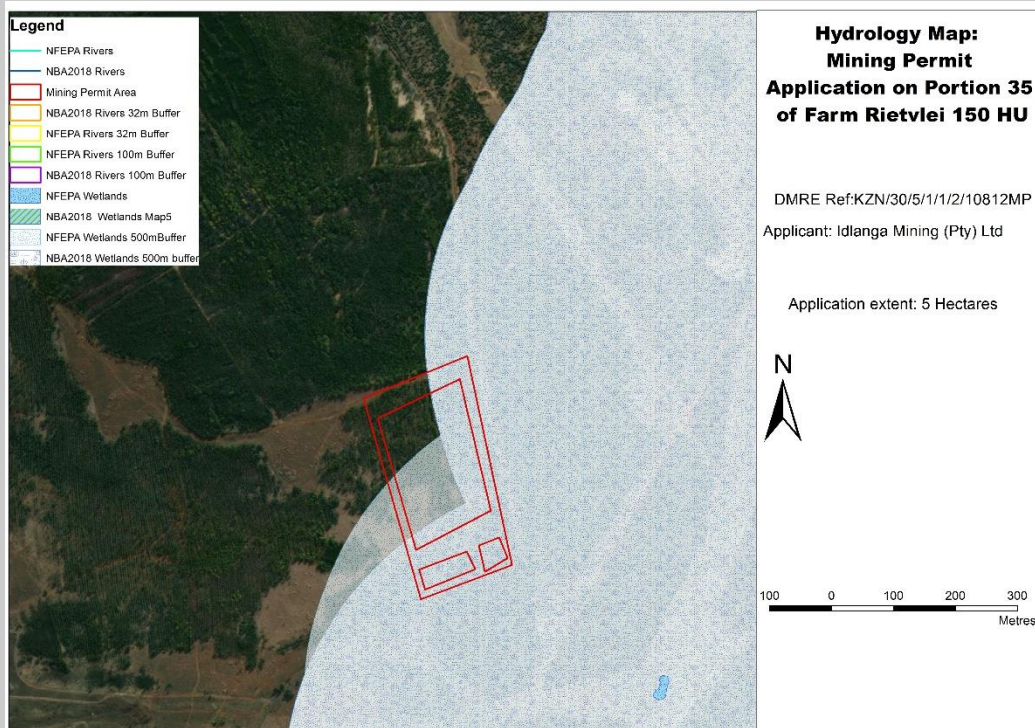 Legend
NFEPA Rivers
NBA2018 Rivers
Mining Permit Area
NBA2018 Rivers 32m Buffer
NFEPA Rivers 32m Buffer
NFEPA Rivers 100m Buffer
NBA2018 Rivers 100m Buffer
NFEPA Wetlands
NBA2018 Wetlands Map5
NFEPA Wetlands 500mBuffer
NBA2018 Wetlands 500m buffer
Hydrology Map:
Mining Permit
Application on Portion 35
of Farm Rietvlei 150 HU
DMRE Ref:KZN/30/5/1/1/2/10812MP
Applicant: Idlanga Mining (Pty) Ltd
Application extent: 5 Hectares
N
100 0 100 200 300
Metres